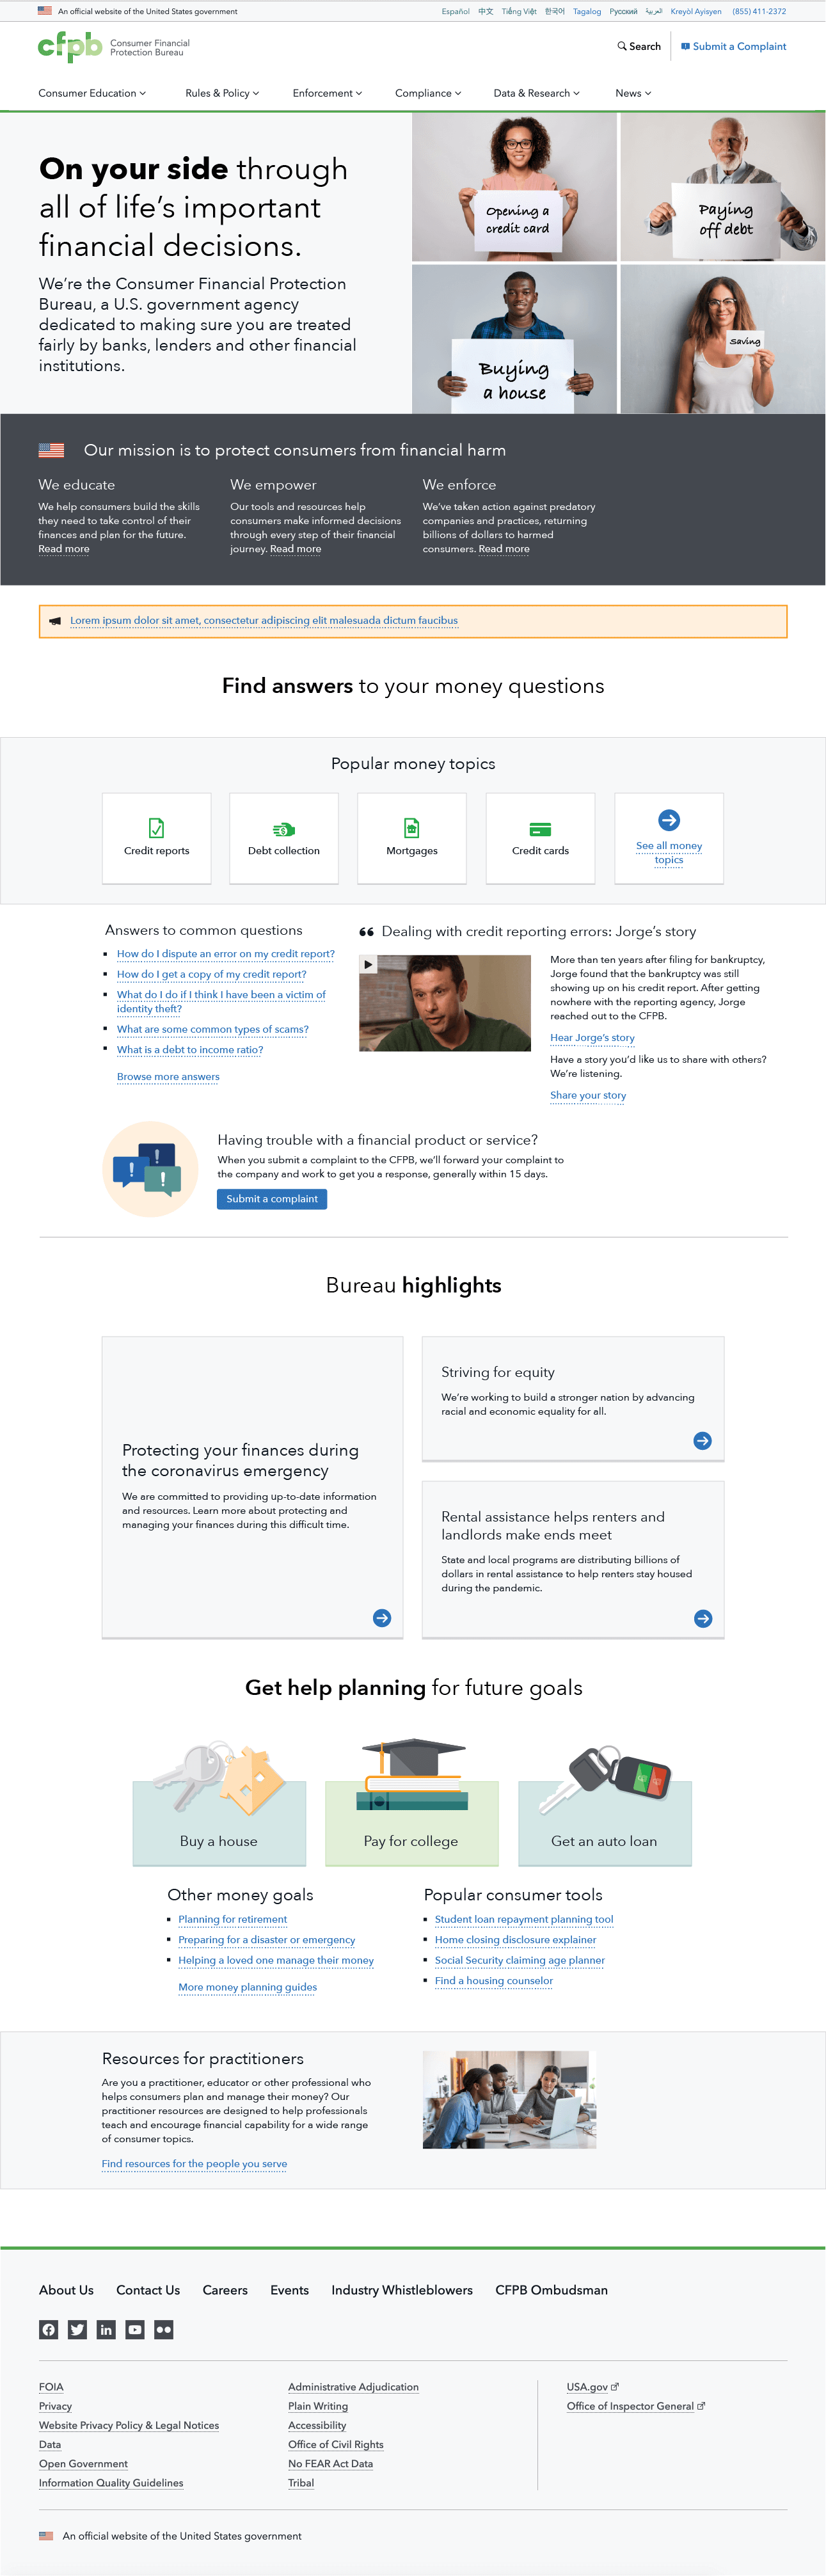 An official website of the United States government
Español 中文 Tiếng Việt 한국어 Tagalog Русский العربية Kreyòl Ayisyen (855) 411-2372
cfpb Consumer Financial
Protection Bureau
Search Submit a Complaint
Consumer Education Rules & Policy Enforcement Compliance Data & Research News
On your side through
all of life's important
financial decisions.
We're the Consumer Financial Protection
Bureau, a U.S. government agency
dedicated to making sure you are treated
fairly by banks, lenders and other financial
institutions.
Opening a
credit card
Paying
off debt
Buying
a house
Saving
Our mission is to protect consumers from financial harm
We educate
We help consumers build the skills
they need to take control of their
finances and plan for the future.
Read more
We empower
Our tools and resources help
consumers make informed decisions
through every step of their financial
journey. Read more
We enforce
We've taken action against predatory
companies and practices, returning
billions of dollars to harmed
consumers. Read more
Lorem ipsum dolor sit amet, consectetur adipiscing elit malesuada dictum faucibus
Find answers to your money questions
Popular money topics
Credit reports
Debt collection
Mortgages
Credit cards
See all money
topics
Answers to common questions
How do I dispute an error on my credit report?
How do I get a copy of my credit report?
What do I do if I think I have been a victim of
identity theft?
What are some common types of scams?
What is a debt to income ratio?
Browse more answers
Dealing with credit reporting errors: Jorge's story
More than ten years after filing for bankruptcy,
Jorge found that the bankruptcy was still
showing up on his credit report. After getting
nowhere with the reporting agency, Jorge
reached out to the CFPB.
Hear Jorge's story
Have a story you'd like us to share with others?
We're listening.
Share your story
Having trouble with a financial product or service?
When you submit a complaint to the CFPB, we'll forward your complaint to
the company and work to get you a response, generally within 15 days.
Submit a complaint
Bureau highlights
Protecting your finances during
the coronavirus emergency
We are committed to providing up-to-date information
and resources. Learn more about protecting and
managing your finances during this difficult time.
Striving for equity
We're working to build a stronger nation by advancing
racial and economic equality for all.
Rental assistance helps renters and
landlords make ends meet
State and local programs are distributing billions of
dollars in rental assistance to help renters stay housed
during the pandemic.
Get help planning for future goals
Buy a house
Pay for college
Get an auto loan
Other money goals
Planning for retirement
Preparing for a disaster or emergency
Helping a loved one manage their money
More money planning guides
Popular consumer tools
Student loan repayment planning tool
Home closing disclosure explainer
Social Security claiming age planner
Find a housing counselor
Resources for practitioners
Are you a practitioner, educator or other professional who
helps consumers plan and manage their money? Our
practitioner resources are designed to help professionals
teach and encourage financial capability for a wide range
of consumer topics.
Find resources for the people you serve
About Us Contact Us Careers Events Industry Whistleblowers CFPB Ombudsman
FOIA
Privacy
Website Privacy Policy & Legal Notices
Data
Open Government
Information Quality Guidelines
Administrative Adjudication
Plain Writing
Accessibility
Office of Civil Rights
No FEAR Act Data
Tribal
USA.gov
Office of Inspector General
An official website of the United States government